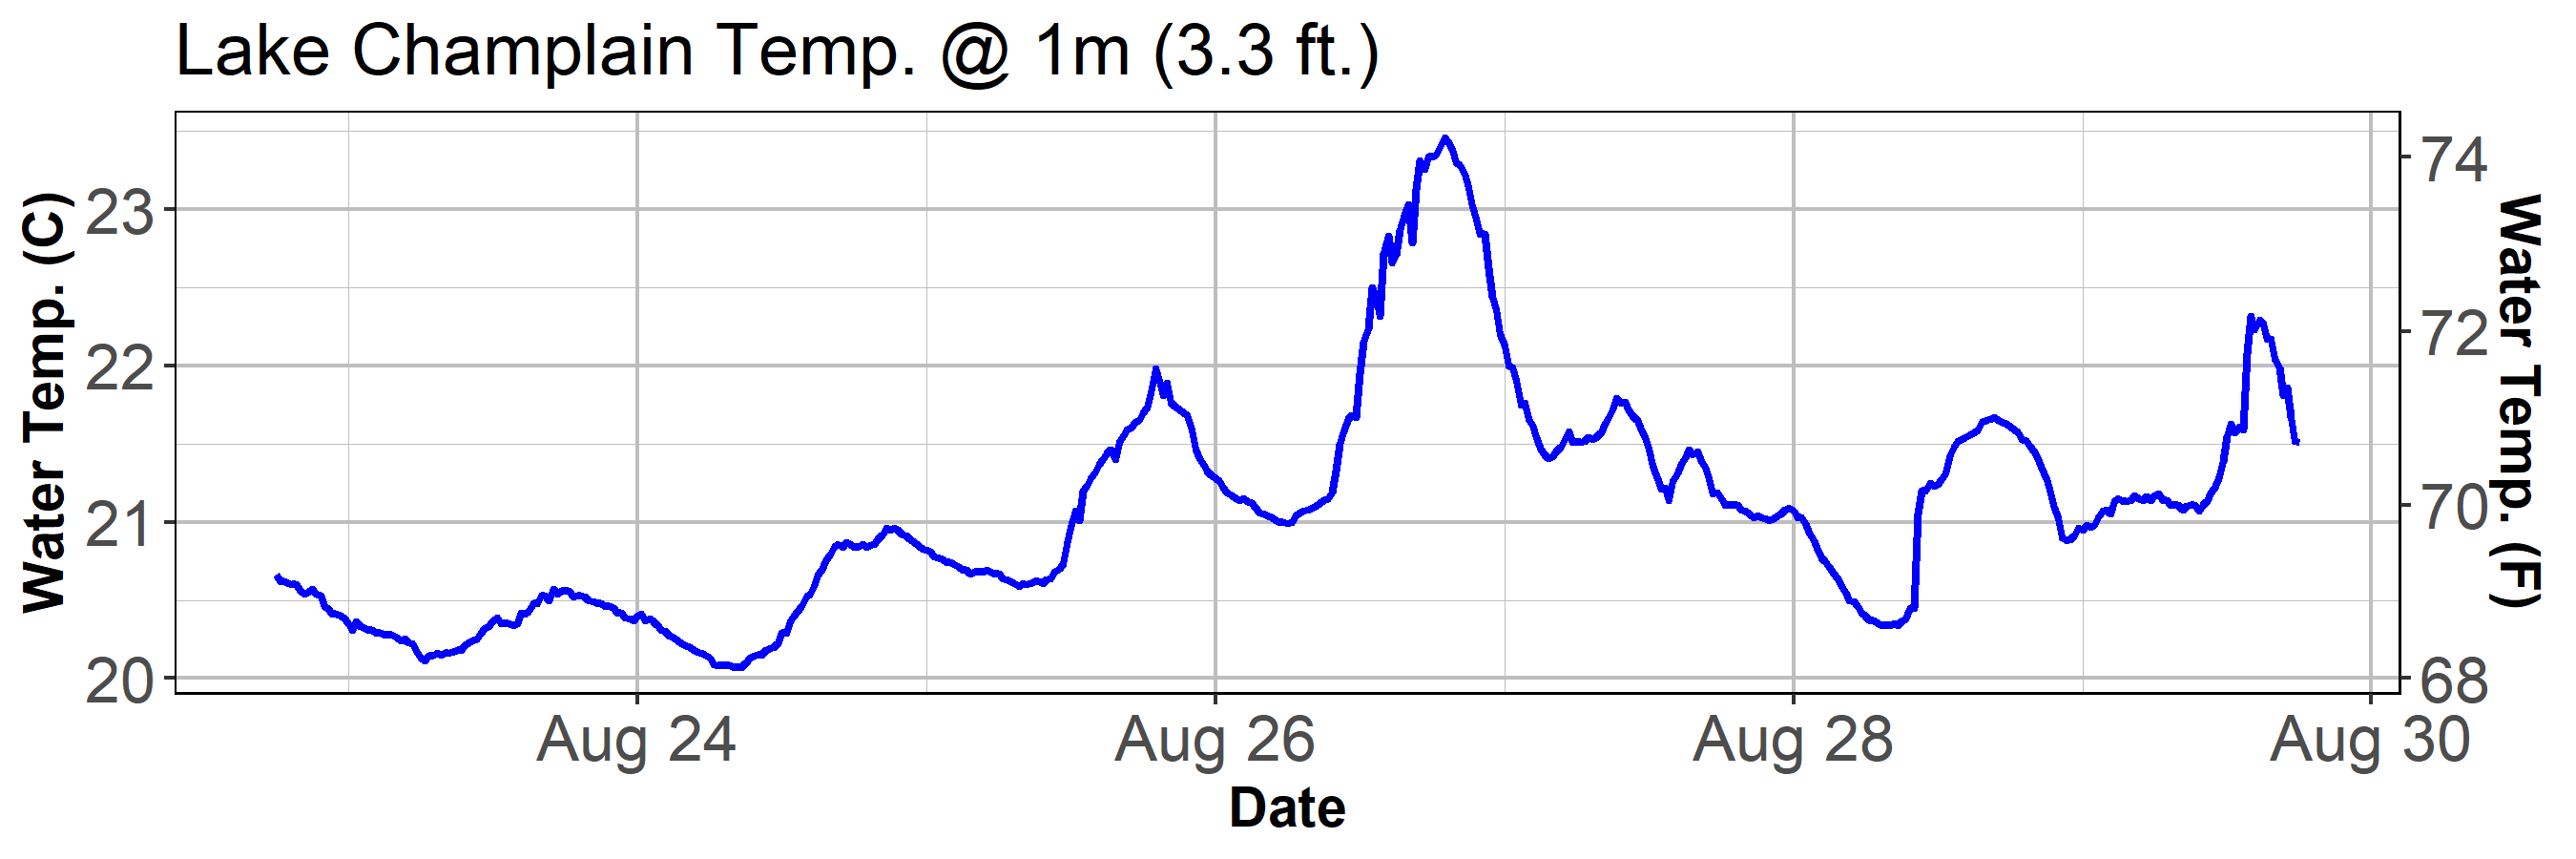 Lake Champlain Temp. @ 1m (3.3 ft.)
Water Temp. (C)
23
22
21
20
74
72
70
68
Water Temp. (F)
Aug 24 Aug 26 Aug 28 Aug 30
Date